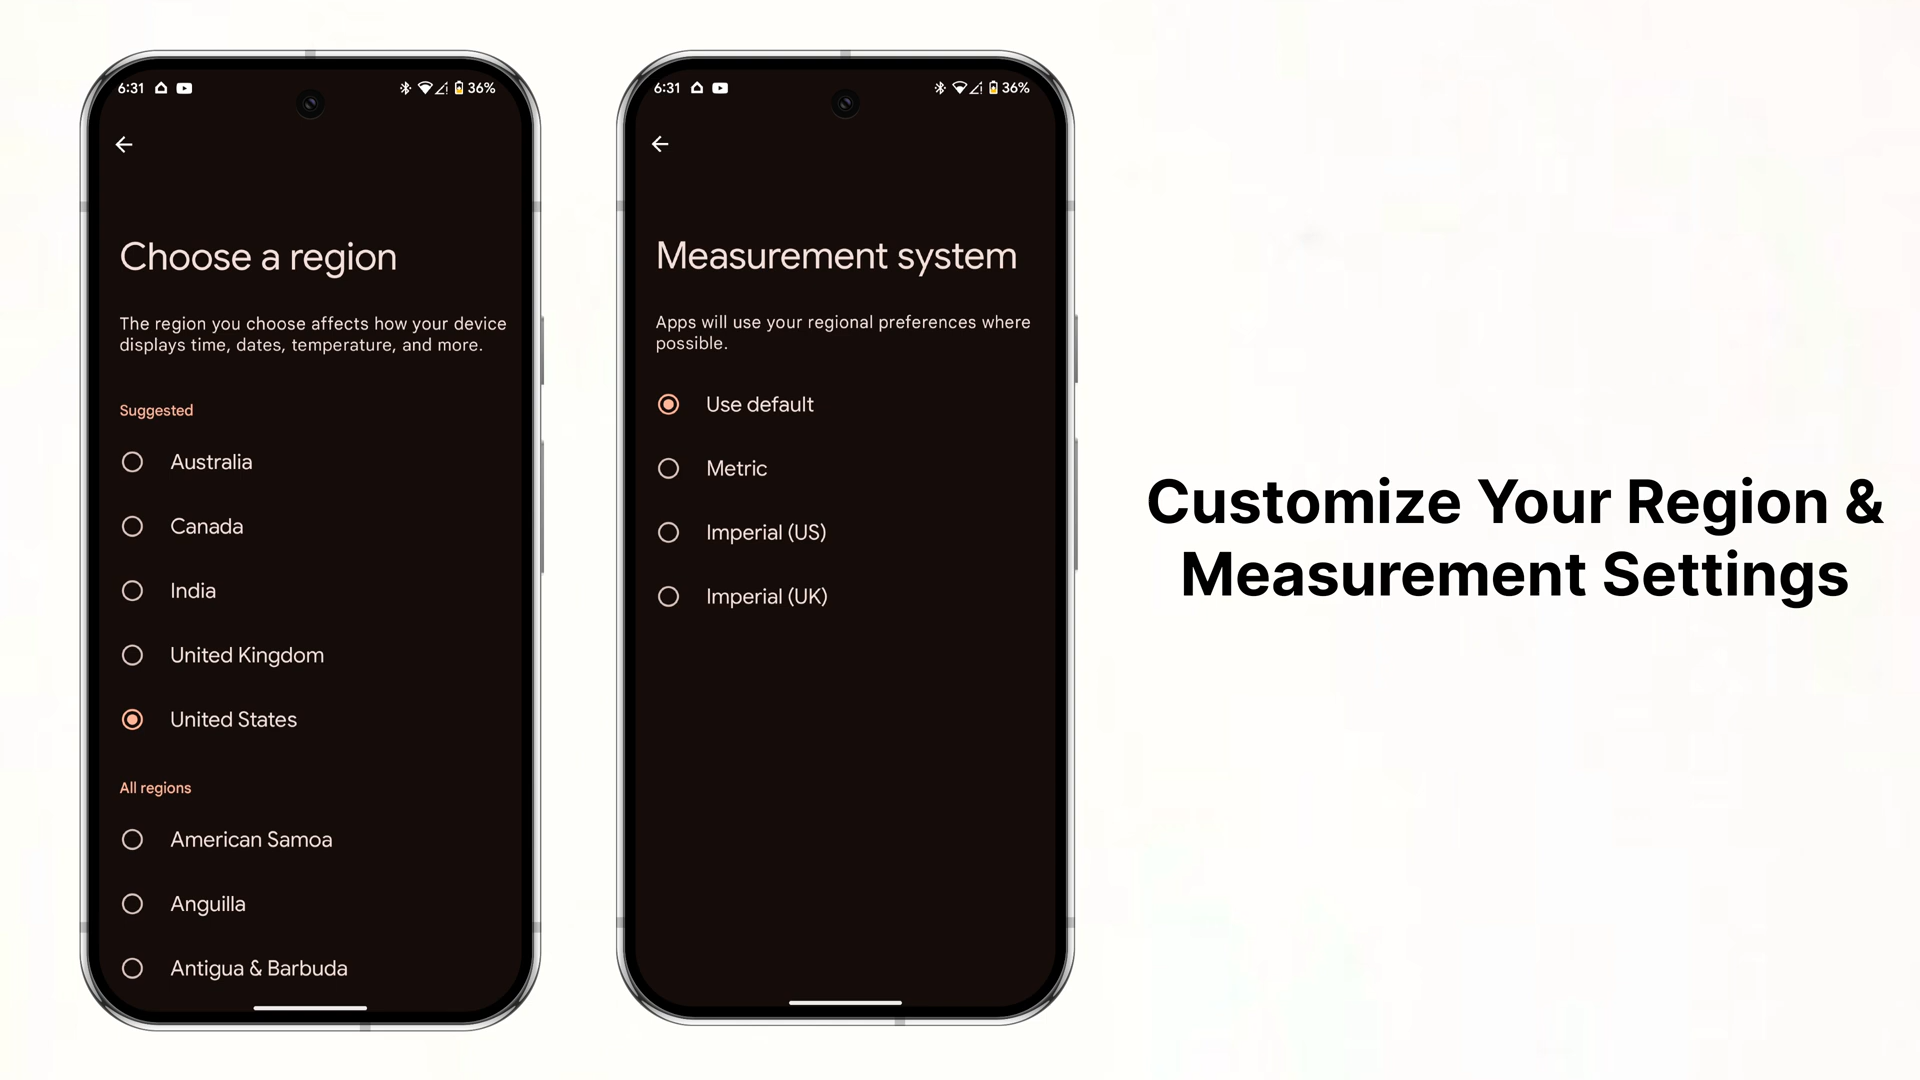 6:31
36%
Choose a region
The region you choose affects how your device
displays time, dates, temperature, and more.
Suggested
Australia
Canada
India
United Kingdom
United States
All regions
American Samoa
Anguilla
Antigua & Barbuda
6:31
36%
Measurement system
Apps will use your regional preferences where
possible.
Use default
Metric
Imperial (US)
Imperial (UK)
Customize Your Region &
Measurement Settings